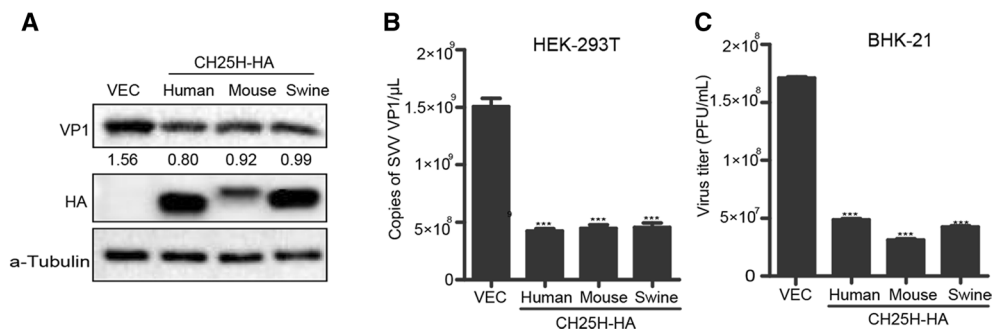 A
CH25H-HA
VEC Human Mouse Swine
VP1
1.56 0.80 0.92 0.99
HA
a-Tubulin
B
HEK-293T
Copies of SVV VP1/μL
2×10⁹
1.5×10⁹
1×10⁹
5×10⁸
0
9
*** *** ***
VEC Human Mouse Swine
CH25H-HA
C
BHK-21
Virus titer (PFU/mL)
2×10⁸
1.5×10⁸
1×10⁸
5×10⁷
0
*** *** ***
VEC Human Mouse Swine
CH25H-HA